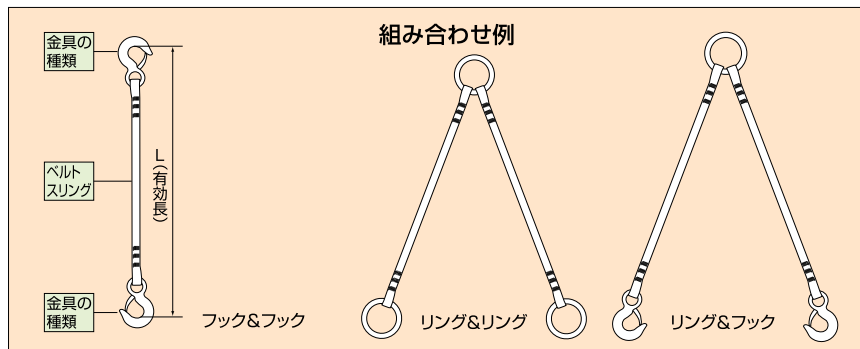 組み合わせ例
金具の
種類
ベルト
スリング
L(有効長)
金具の
種類
フック&フック
リング&リング
リング&フック